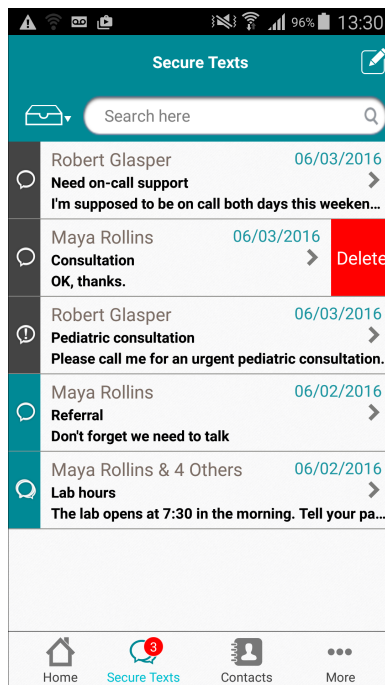 96% 13:30
Secure Texts
Search here
Robert Glasper 06/03/2016
Need on-call support
I'm supposed to be on call both days this weeken...
Maya Rollins 06/03/2016
Consultation
OK, thanks.
Delete
Robert Glasper 06/03/2016
Pediatric consultation
Please call me for an urgent pediatric consultation.
Maya Rollins 06/02/2016
Referral
Don't forget we need to talk
Maya Rollins & 4 Others 06/02/2016
Lab hours
The lab opens at 7:30 in the morning. Tell your pa...
3
Home Secure Texts Contacts More